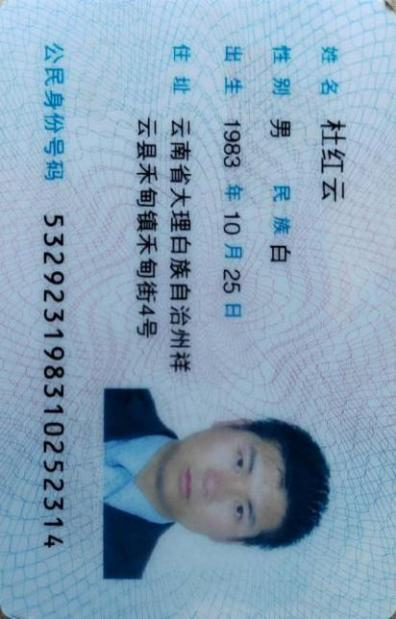 姓名 杜红云
性别 男 民族 白
出生 1983 年 10 月 25 日
住址 云南省大理白族自治州祥
云县禾甸镇禾甸街4号
公民身份号码 532923198310252314